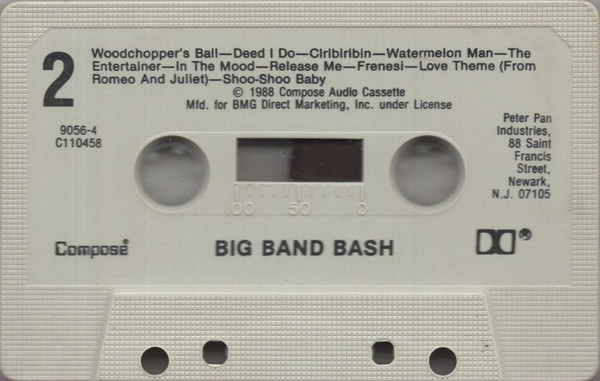 2
Woodchopper's Ball—Deed I Do—Ciribiribin—Watermelon Man—The
Entertainer—In The Mood—Release Me—Frenesi—Love Theme (From
Romeo And Juliet)—Shoo-Shoo Baby
© 1988 Compose Audio Cassette
Mfd. for BMG Direct Marketing, Inc. under License
9056-4
C110458
Peter Pan
Industries,
88 Saint
Francis
Street,
Newark,
N.J. 07105
100 50 0
Composé
BIG BAND BASH